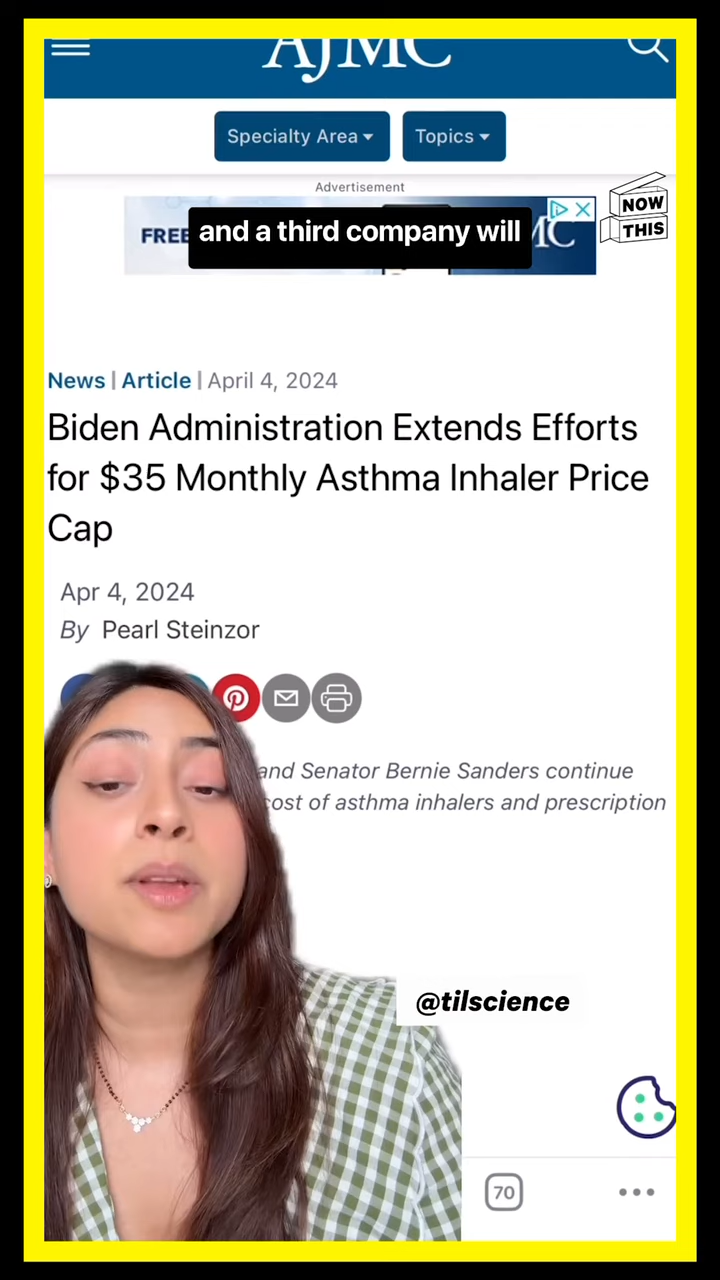 AJMC
Specialty Area
Topics
Advertisement
NOW
THIS
FREE
and a third company will
MC
News | Article | April 4, 2024
Biden Administration Extends Efforts
for $35 Monthly Asthma Inhaler Price
Cap
Apr 4, 2024
By Pearl Steinzor
and Senator Bernie Sanders continue
cost of asthma inhalers and prescription
@tilscience
70